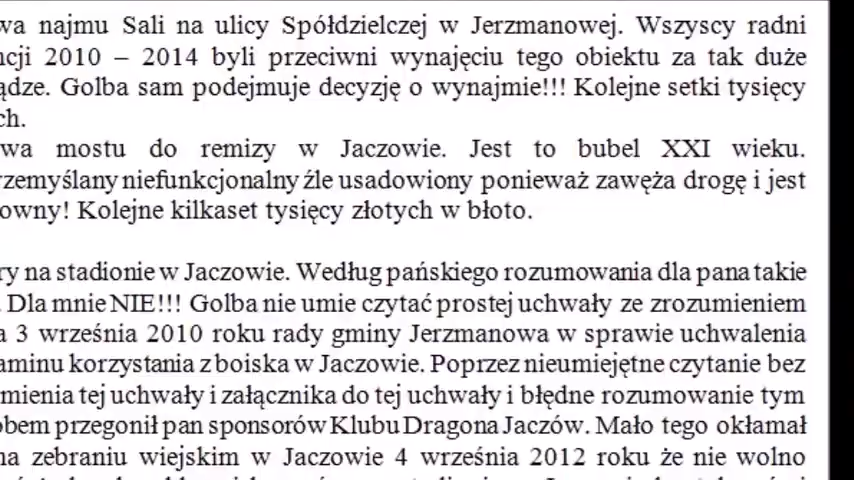 wa najmu Sali na ulicy Spółdzielczej w Jerzmanowej. Wszyscy radni
ncji 2010 – 2014 byli przeciwni wynajęciu tego obiektu za tak duże
ądze. Golba sam podejmuje decyzję o wynajmie!!! Kolejne setki tysięcy
ch.
wa mostu do remizy w Jaczowie. Jest to bubel XXI wieku.
rzemyślany niefunkcjonalny źle usadowiony ponieważ zawęża drogę i jest
owny! Kolejne kilkaset tysięcy złotych w błoto.
ry na stadionie w Jaczowie. Według pańskiego rozumowania dla pana takie
. Dla mnie NIE!!! Golba nie umie czytać prostej uchwały ze zrozumieniem
a 3 września 2010 roku rady gminy Jerzmanowa w sprawie uchwalenia
aminu korzystania z boiska w Jaczowie. Poprzez nieumiejętne czytanie bez
mienia tej uchwały i załącznika do tej uchwały i błędne rozumowanie tym
obem przegonił pan sponsorów Klubu Dragona Jaczów. Mało tego okłamał
na zebraniu wiejskim w Jaczowie 4 września 2012 roku że nie wolno